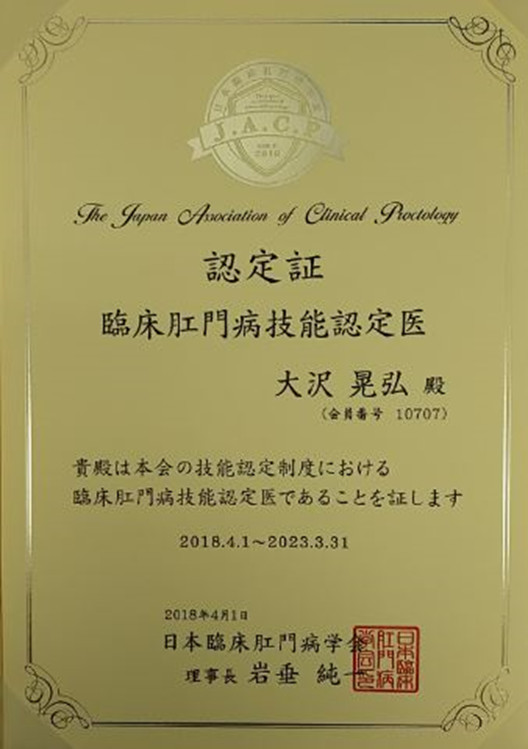 J.A.C.P
The Japan Association of Clinical Proctology
認定証
臨床肛門病技能認定医
大沢 晃弘 殿
(会員番号 10707)
貴殿は本会の技能認定制度における
臨床肛門病技能認定医であることを証します
2018.4.1～2023.3.31
2018年4月1日
日本臨床肛門病学会
理事長 岩垂 純一